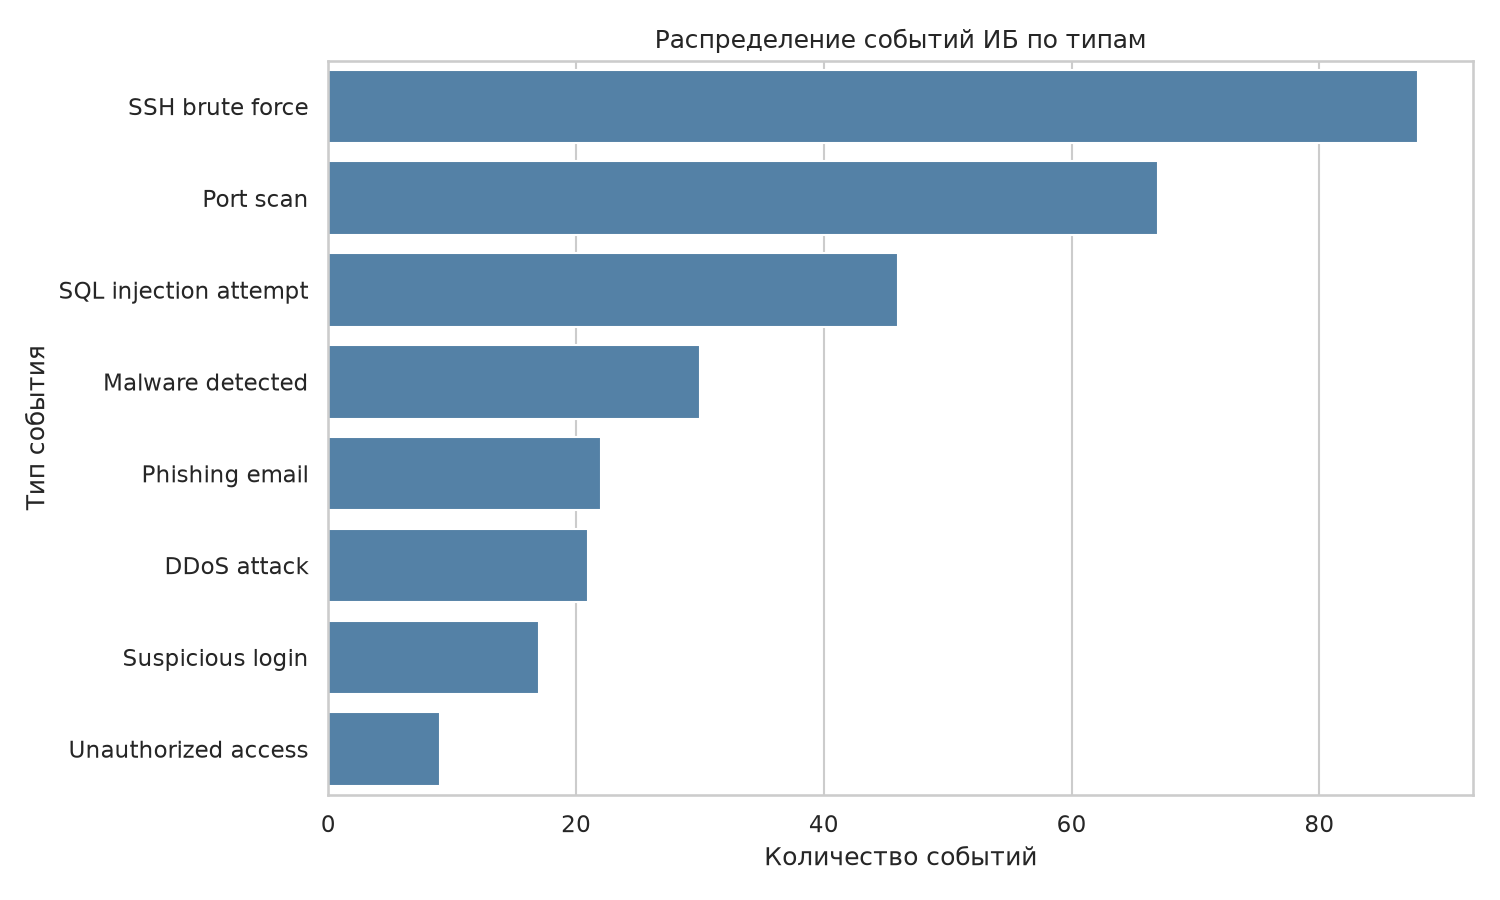 Распределение событий ИБ по типам
SSH brute force
Port scan
SQL injection attempt
Malware detected
Phishing email
DDoS attack
Suspicious login
Unauthorized access
Тип события
0 20 40 60 80
Количество событий